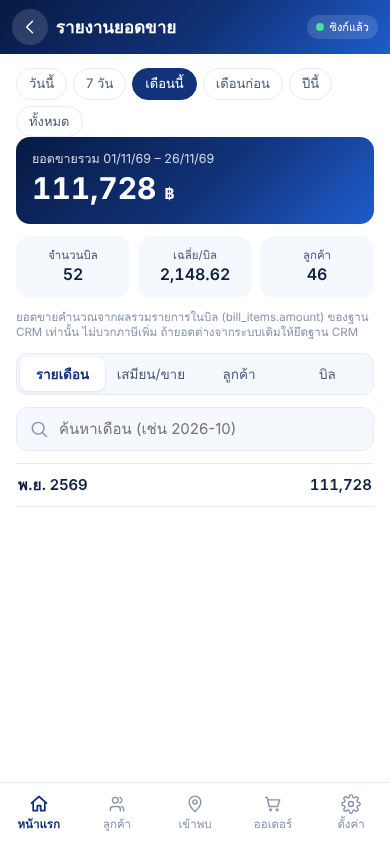 รายงานยอดขาย
ซิงก์แล้ว
วันนี้ 7 วัน เดือนนี้ เดือนก่อน ปีนี้
ทั้งหมด
ยอดขายรวม 01/11/69 – 26/11/69
111,728 ฿
จำนวนบิล เฉลี่ย/บิล ลูกค้า
52 2,148.62 46
ยอดขายคำนวณจากผลรวมรายการในบิล (bill_items.amount) ของฐาน
CRM เท่านั้น ไม่บวกภาษีเพิ่ม ถ้ายอดต่างจากระบบเดิมให้ยึดฐาน CRM
รายเดือน เสมียน/ขาย ลูกค้า บิล
ค้นหาเดือน (เช่น 2026-10)
พ.ย. 2569 111,728
หน้าแรก ลูกค้า เข้าพบ ออเดอร์ ตั้งค่า